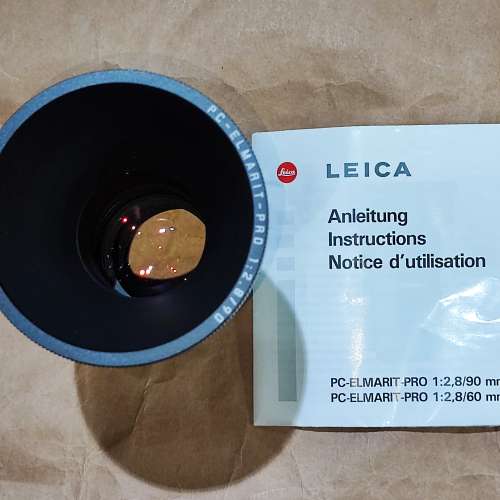 PC-ELMARIT-PRO 1:2.8/90
Leica
LEICA
Anleitung
Instructions
Notice d'utilisation
PC-ELMARIT-PRO 1:2,8/90 mm
PC-ELMARIT-PRO 1:2,8/60 mm